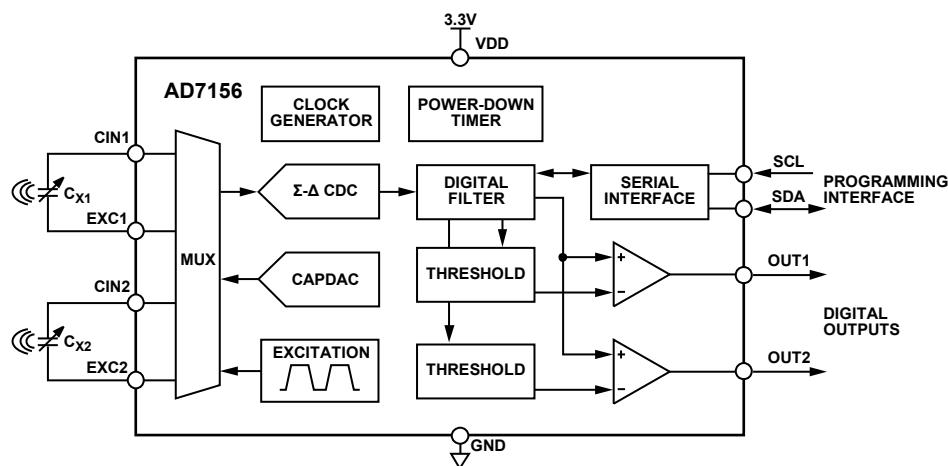 3.3V
VDD
AD7156
CLOCK
GENERATOR
POWER-DOWN
TIMER
CIN1
CX1
EXC1
CIN2
CX2
EXC2
MUX
Σ-Δ CDC
CAPDAC
EXCITATION
DIGITAL
FILTER
THRESHOLD
THRESHOLD
SERIAL
INTERFACE
+
−
+
−
SCL
SDA
PROGRAMMING
INTERFACE
OUT1
DIGITAL
OUTPUTS
OUT2
GND